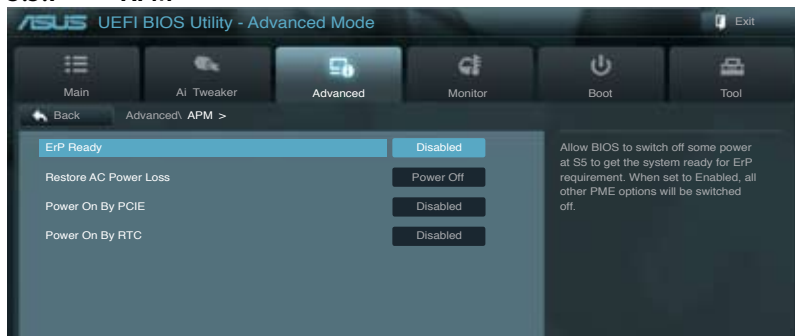 ASUS UEFI BIOS Utility - Advanced Mode
Exit
Main
Ai Tweaker
Advanced
Monitor
Boot
Tool
Back
Advanced\ APM >
ErP Ready
Disabled
Restore AC Power Loss
Power Off
Power On By PCIE
Disabled
Power On By RTC
Disabled
Allow BIOS to switch off some power
at S5 to get the system ready for ErP
requirement. When set to Enabled, all
other PME options will be switched
off.